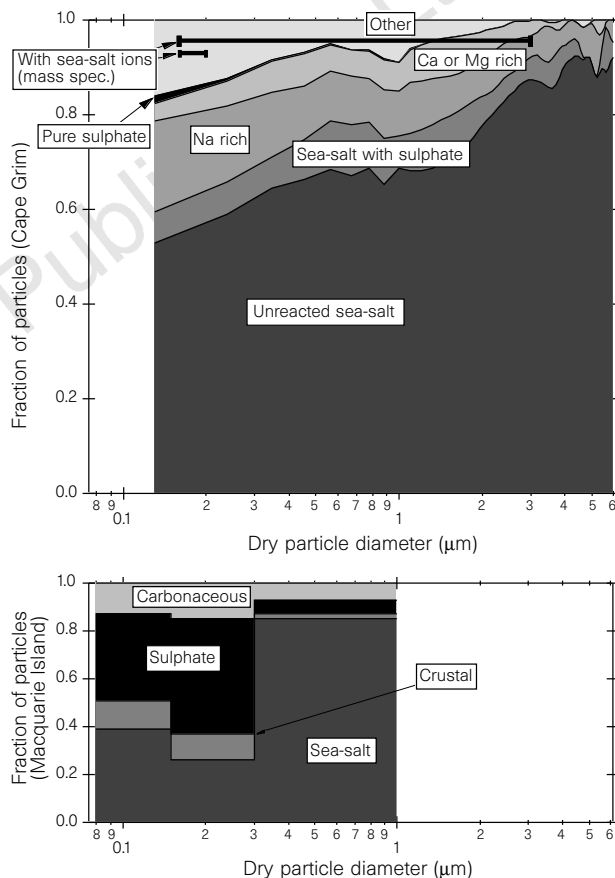 Publi
Other
With sea-salt ions
(mass spec.)
Ca or Mg rich
Pure sulphate
Na rich
Sea-salt with sulphate
Unreacted sea-salt
Fraction of particles (Cape Grim)
1.0
0.8
0.6
0.4
0.2
0.0
8 9 0.1 2 3 4 5 6 7 8 9 1 2 3 4 5 6
Dry particle diameter (μm)
Fraction of particles
(Macquarie Island)
1.0
0.8
0.6
0.4
0.2
0.0
Carbonaceous
Sulphate
Crustal
Sea-salt
8 9 0.1 2 3 4 5 6 7 8 9 1 2 3 4 5 6
Dry particle diameter (μm)